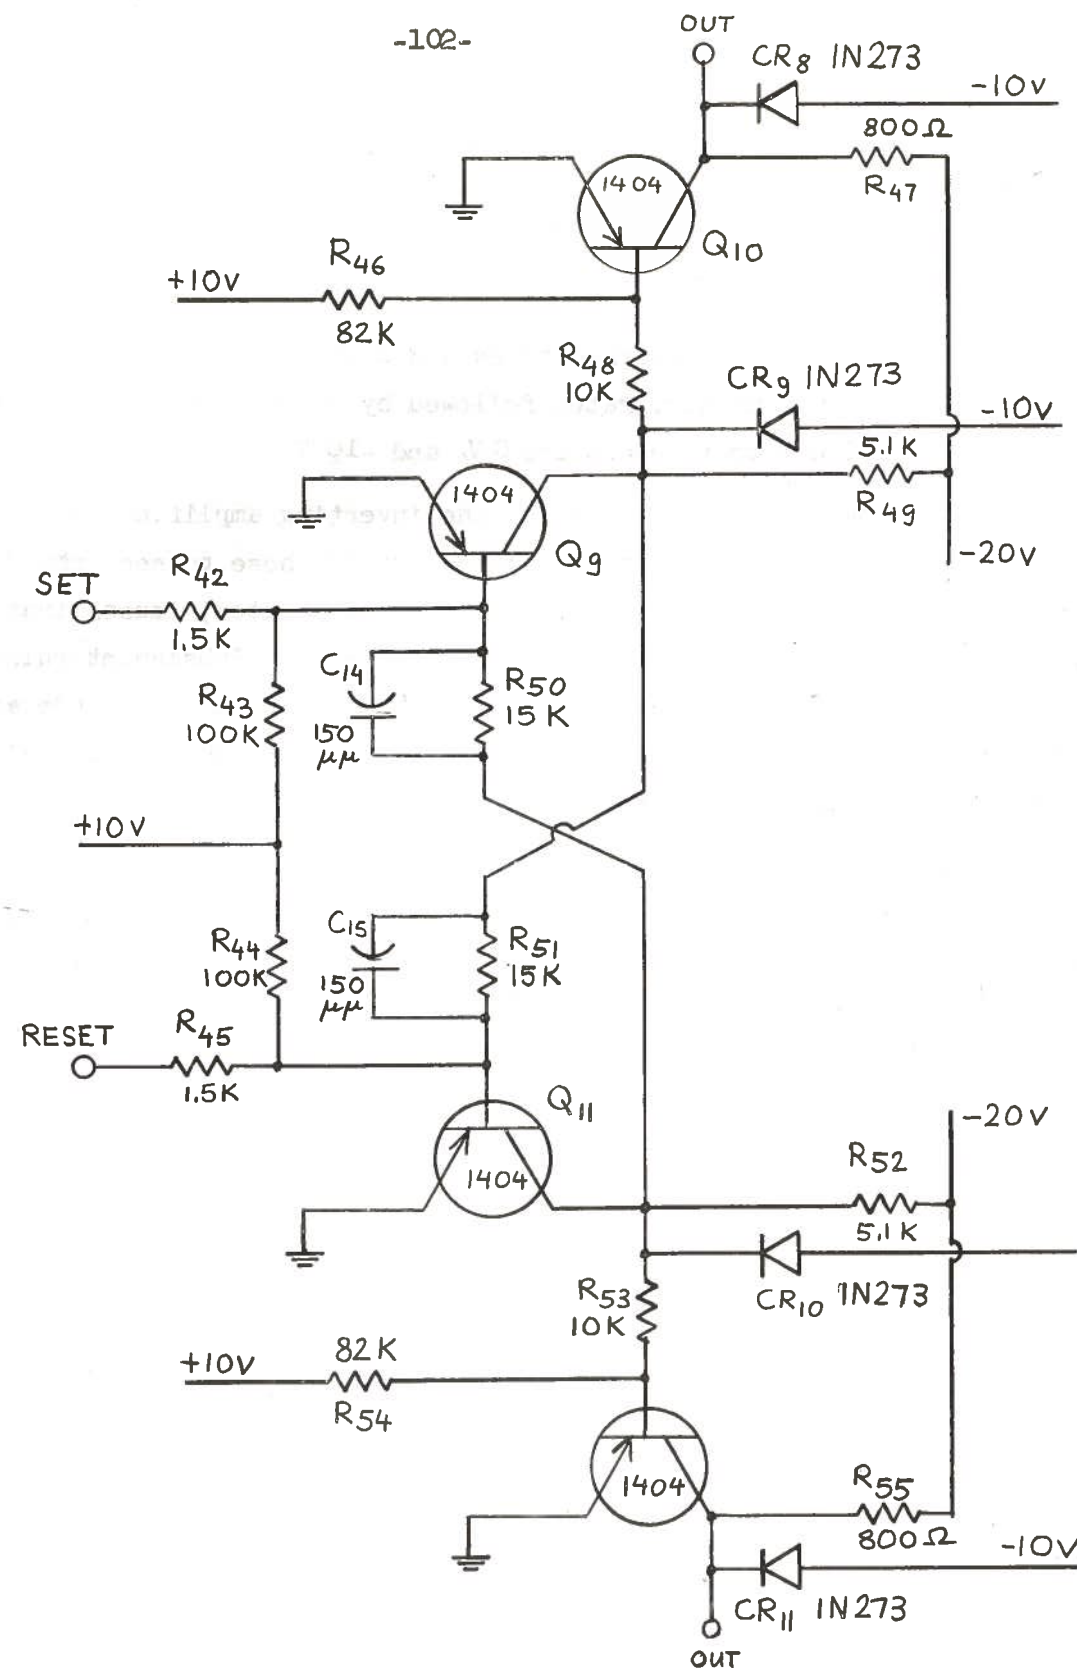 -102-
OUT
CR8 IN273
-10V
800Ω
R47
1404
Q10
R46
+10V
82K
R48
10K
CR9 IN273
-10V
5.1K
R49
1404
Q9
-20V
R42
SET
1.5K
C14
R50
15K
R43
100K
150
μμ
+10V
C15
R44
100K
R51
15K
150
μμ
RESET
R45
1.5K
Q11
-20V
1404
R52
5.1K
R53
10K
CR10 1N273
82K
+10V
R54
1404
R55
800Ω
-10V
CR11 IN273
OUT